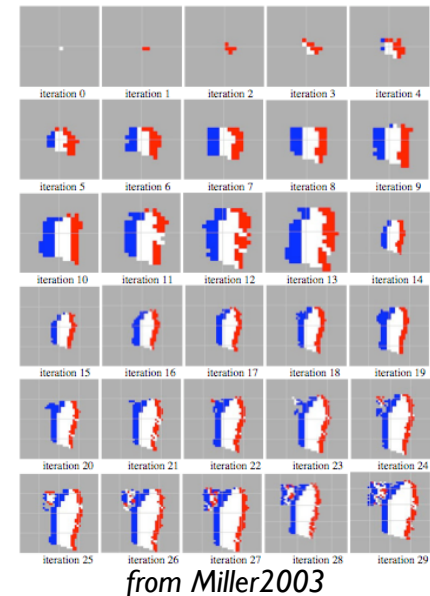 iteration 0 iteration 1 iteration 2 iteration 3 iteration 4
iteration 5 iteration 6 iteration 7 iteration 8 iteration 9
iteration 10 iteration 11 iteration 12 iteration 13 iteration 14
iteration 15 iteration 16 iteration 17 iteration 18 iteration 19
iteration 20 iteration 21 iteration 22 iteration 23 iteration 24
iteration 25 iteration 26 iteration 27 iteration 28 iteration 29
from Miller2003